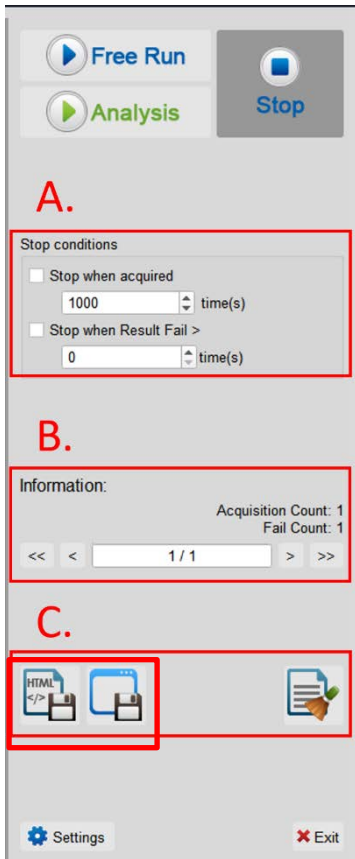 Free Run
Analysis
Stop
A.
Stop conditions
Stop when acquired
1000 time(s)
Stop when Result Fail >
0 time(s)
B.
Information:
Acquisition Count: 1
Fail Count: 1
<< < 1 / 1 > >>
C.
HTML
</>
Settings
Exit